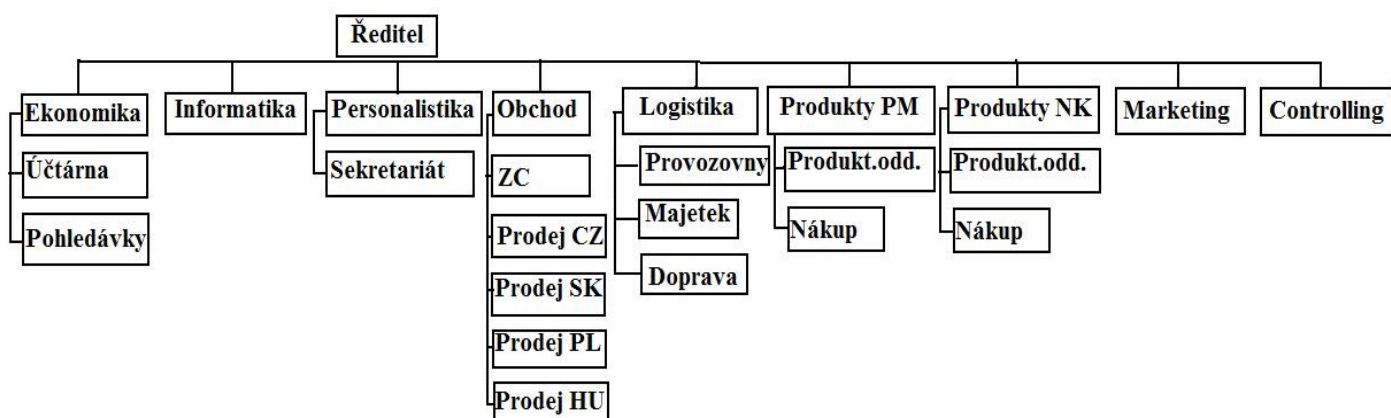 Ředitel
Ekonomika
Účtárna
Pohledávky
Informatika
Personalistika
Sekretariát
Obchod
ZC
Prodej CZ
Prodej SK
Prodej PL
Prodej HU
Logistika
Provozovny
Majetek
Doprava
Produkty PM
Produkt.odd.
Nákup
Produkty NK
Produkt.odd.
Nákup
Marketing
Controlling